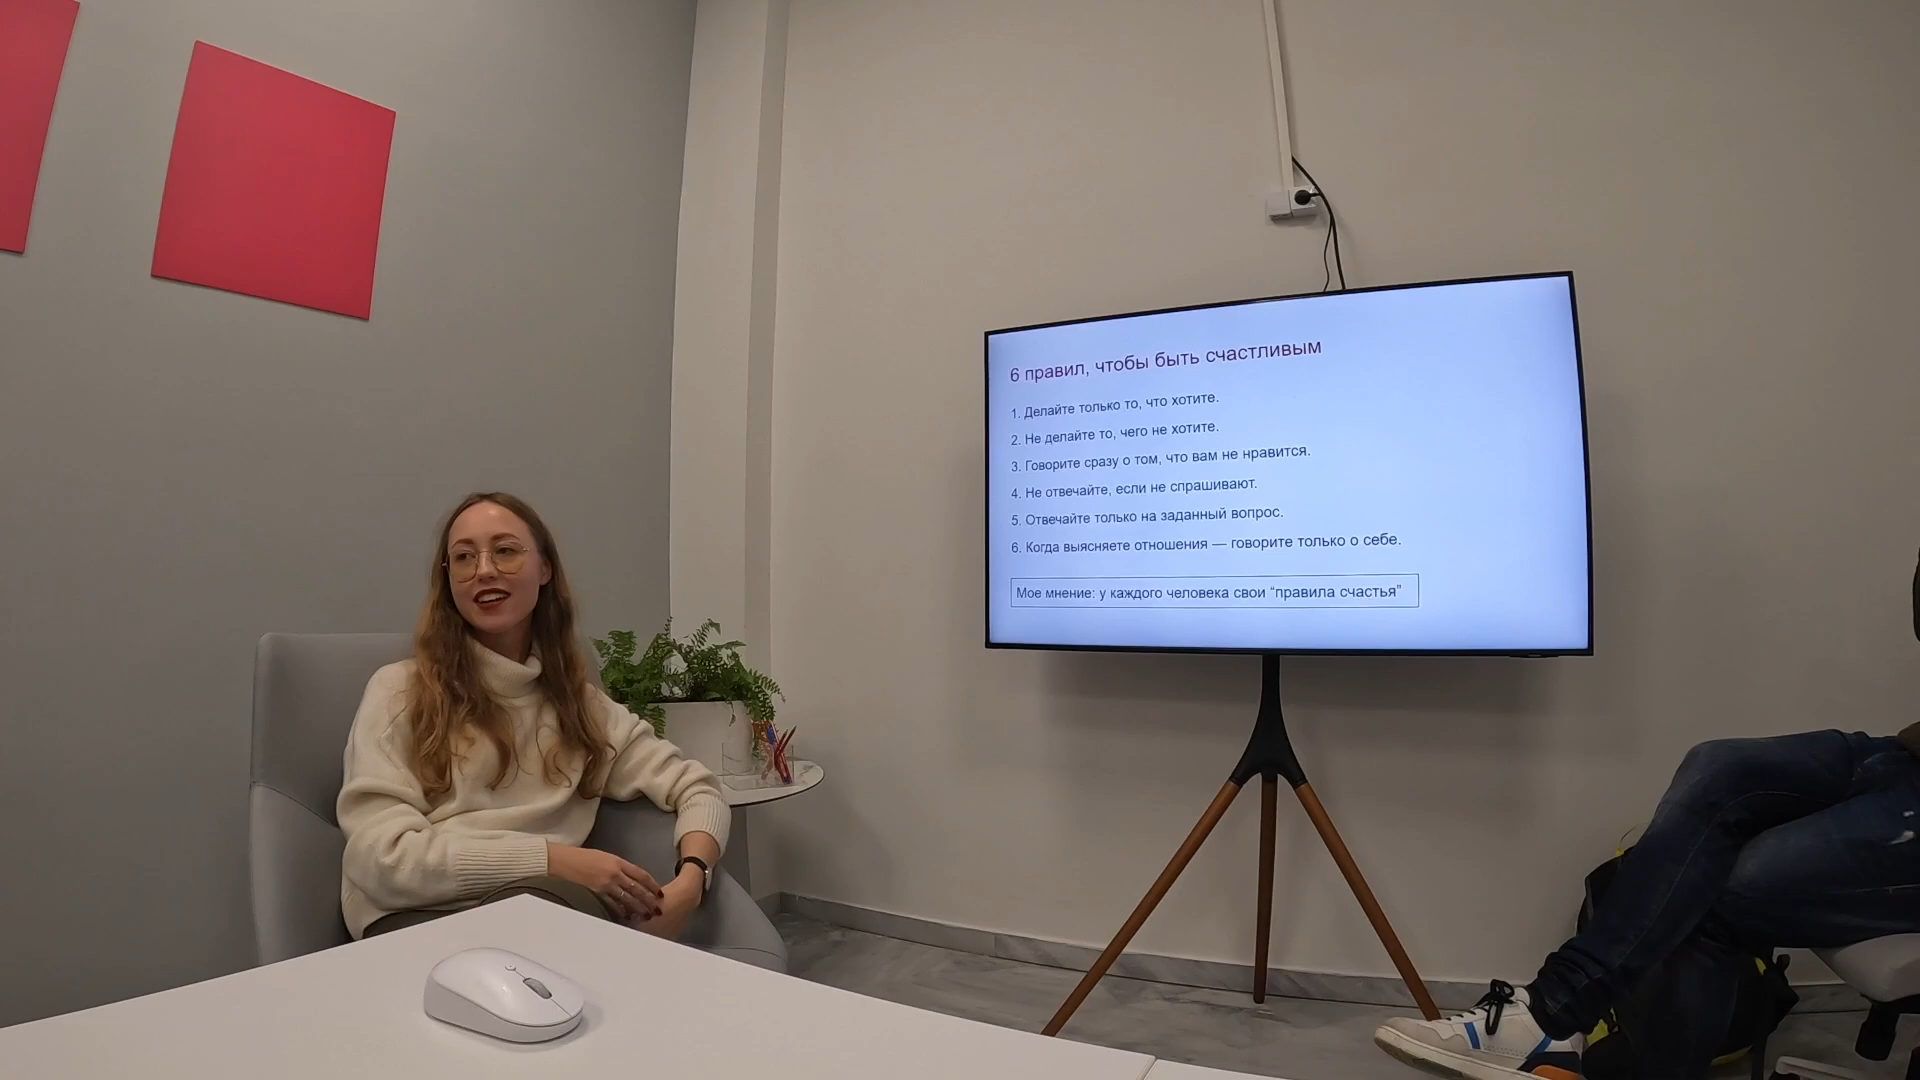 6 правил, чтобы быть счастливым
1. Делайте только то, что хотите.
2. Не делайте то, чего не хотите.
3. Говорите сразу о том, что вам не нравится.
4. Не отвечайте, если не спрашивают.
5. Отвечайте только на заданный вопрос.
6. Когда выясняете отношения — говорите только о себе.
Мое мнение: у каждого человека свои “правила счастья”